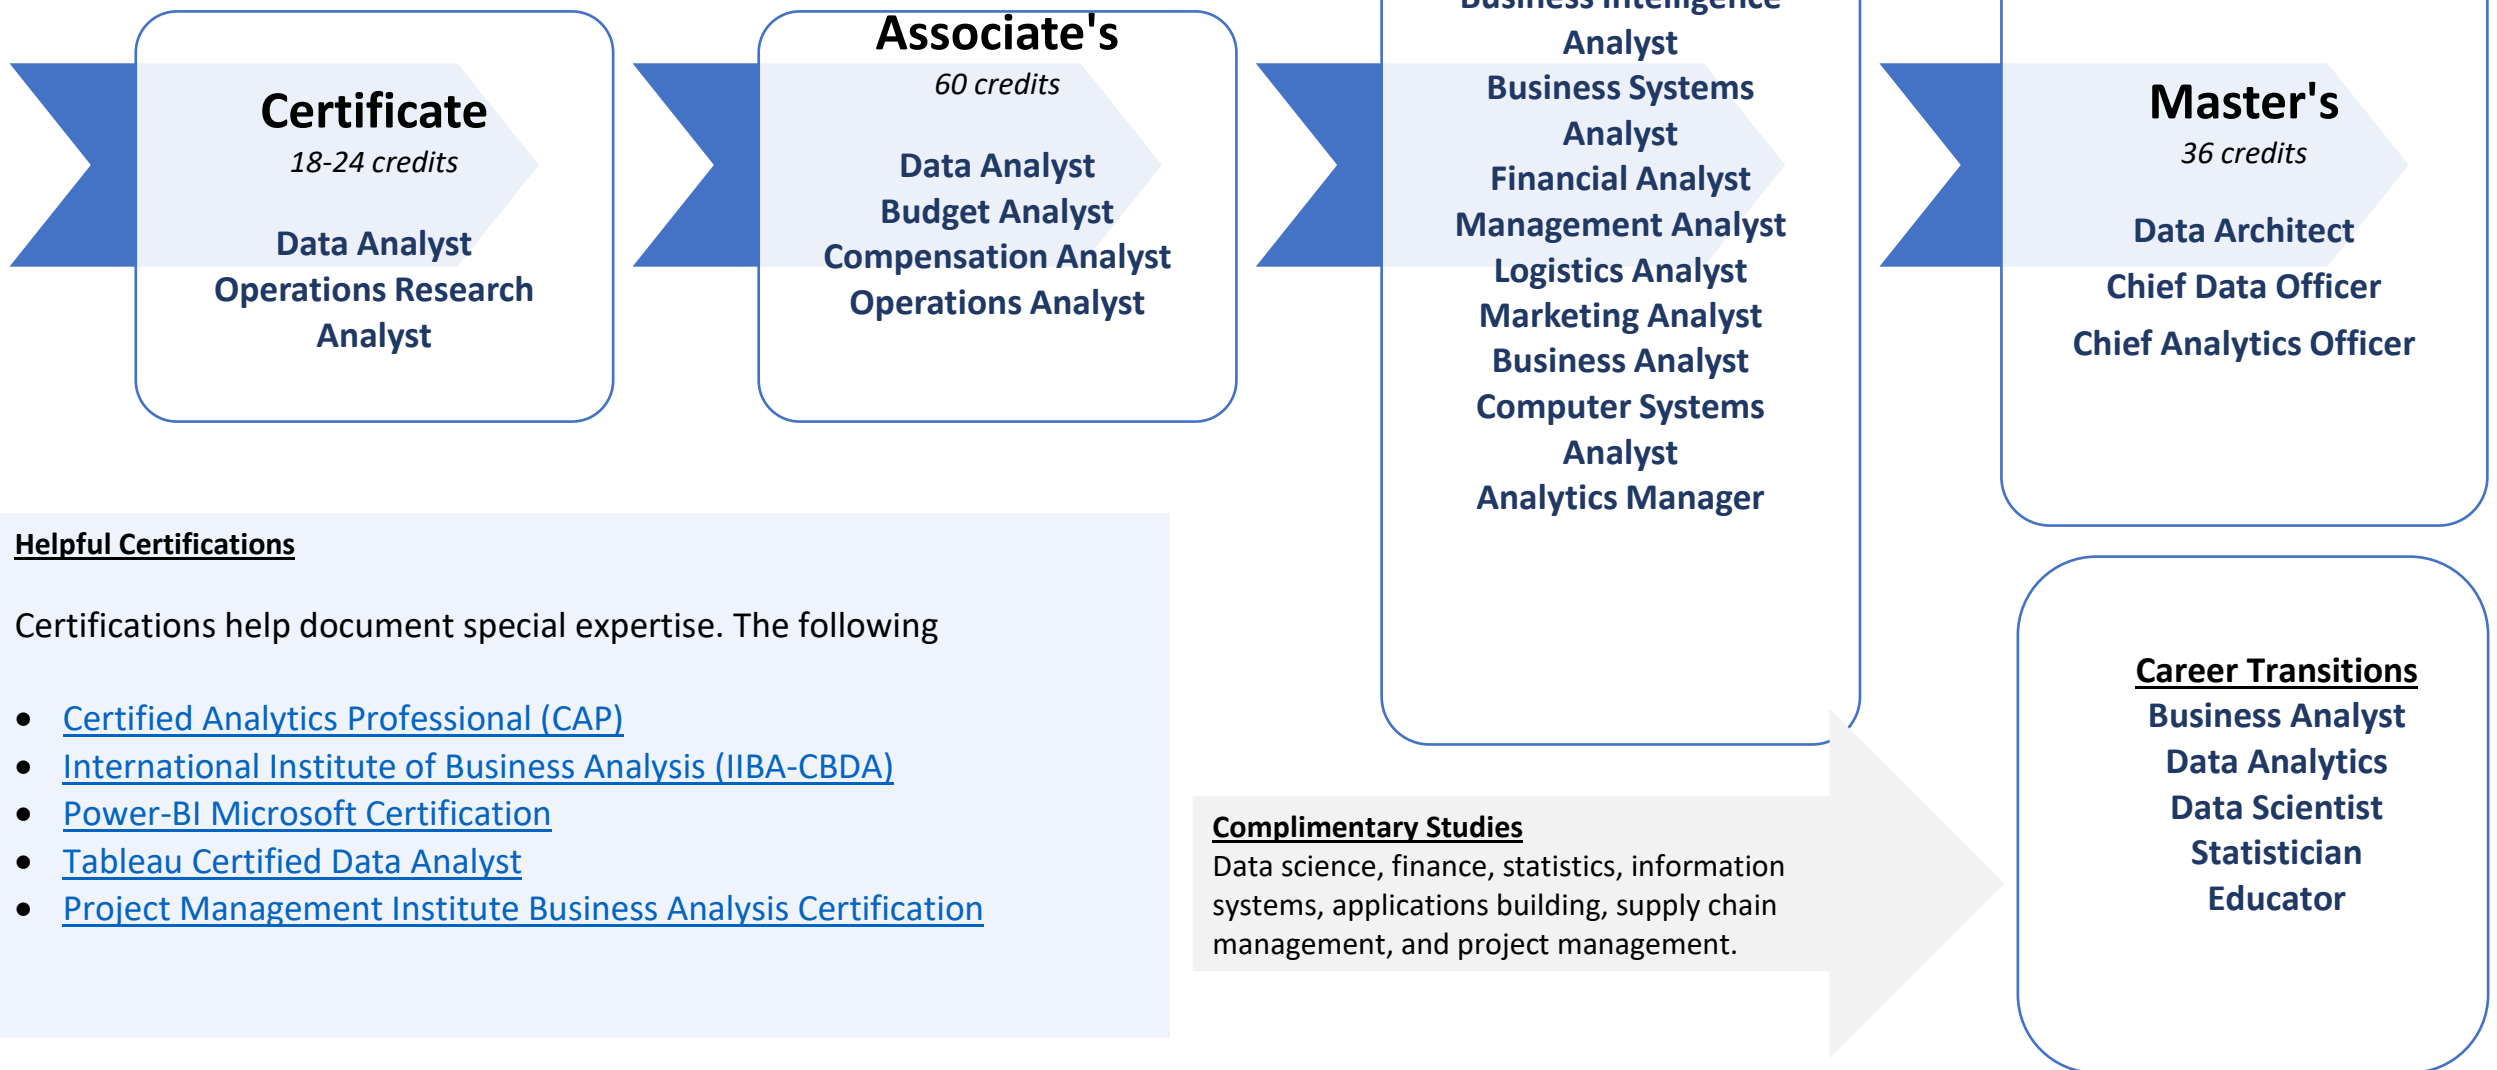 Certificate
18-24 credits
Data Analyst
Operations Research
Analyst
Associate's
60 credits
Data Analyst
Budget Analyst
Compensation Analyst
Operations Analyst
Business Intelligence
Analyst
Business Systems
Analyst
Financial Analyst
Management Analyst
Logistics Analyst
Marketing Analyst
Business Analyst
Computer Systems
Analyst
Analytics Manager
Master's
36 credits
Data Architect
Chief Data Officer
Chief Analytics Officer
Helpful Certifications
Certifications help document special expertise. The following
• Certified Analytics Professional (CAP)
• International Institute of Business Analysis (IIBA-CBDA)
• Power-BI Microsoft Certification
• Tableau Certified Data Analyst
• Project Management Institute Business Analysis Certification
Complimentary Studies
Data science, finance, statistics, information
systems, applications building, supply chain
management, and project management.
Career Transitions
Business Analyst
Data Analytics
Data Scientist
Statistician
Educator